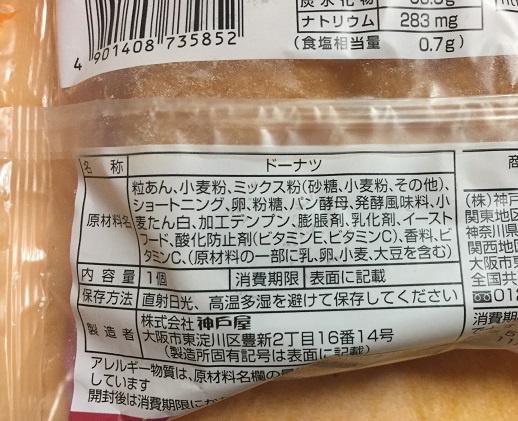 ナトリウム 283 mg
(食塩相当量 0.7g)
4 901408 735852
名 称 ドーナツ
原材料名 粒あん、小麦粉、ミックス粉(砂糖、小麦粉、その他)、
ショートニング、卵、粉糖、パン酵母、発酵風味料、小
麦たん白、加工デンプン、膨脹剤、乳化剤、イースト
フード、酸化防止剤(ビタミンE、ビタミンC)、香料、ビ
タミンC、(原材料の一部に乳、卵、小麦、大豆を含む)
内 容 量 1個 消費期限 表面に記載
保存方法 直射日光、高温多湿を避けて保存してください
製 造 者 株式会社 神戸屋
大阪市東淀川区豊新2丁目16番14号
(製造所固有記号は表面に記載)
アレルギー物質は、原材料名欄の
しています
開封後は消費期限に
商
(株)神戸
関東地区
神奈川県
関西地区
大阪市東
全国共
012
消費期